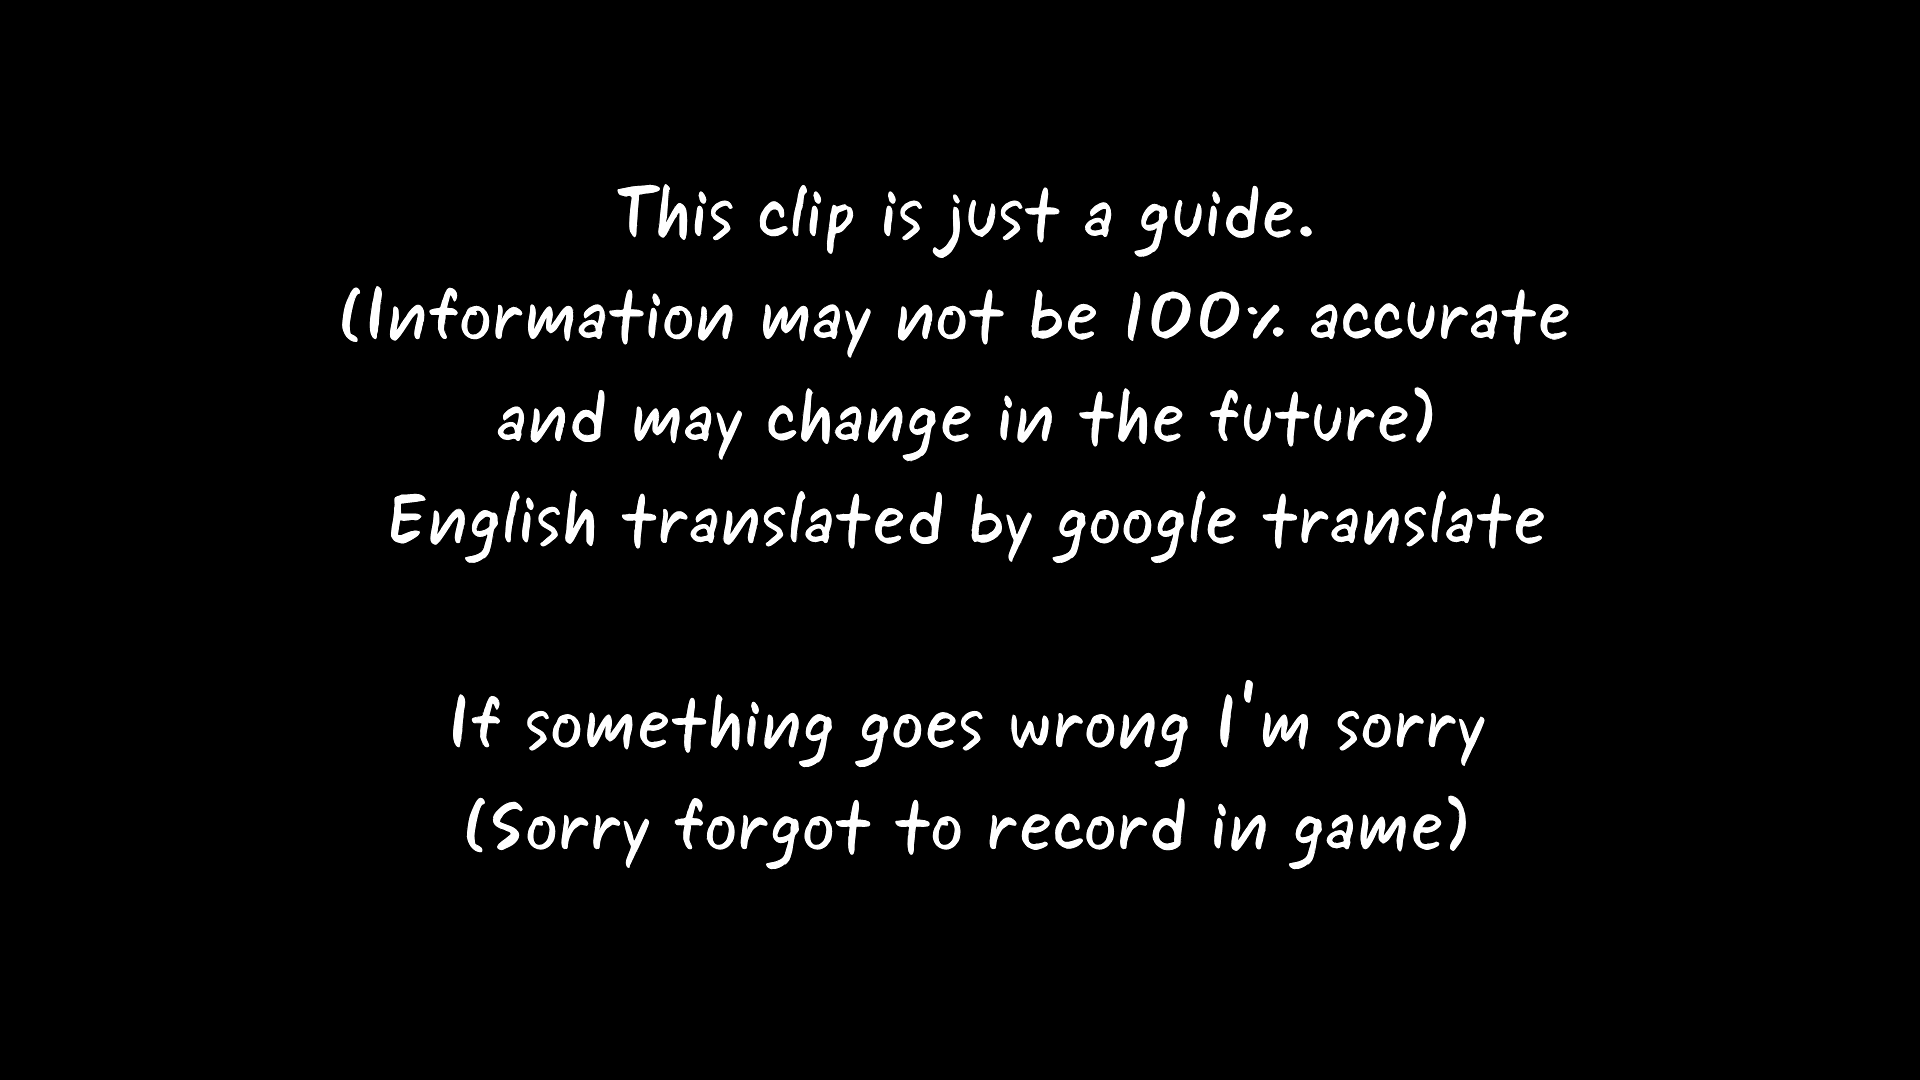 This clip is just a guide.
(Information may not be 100% accurate
and may change in the future)
English translated by google translate
If something goes wrong I'm sorry
(Sorry forgot to record in game)